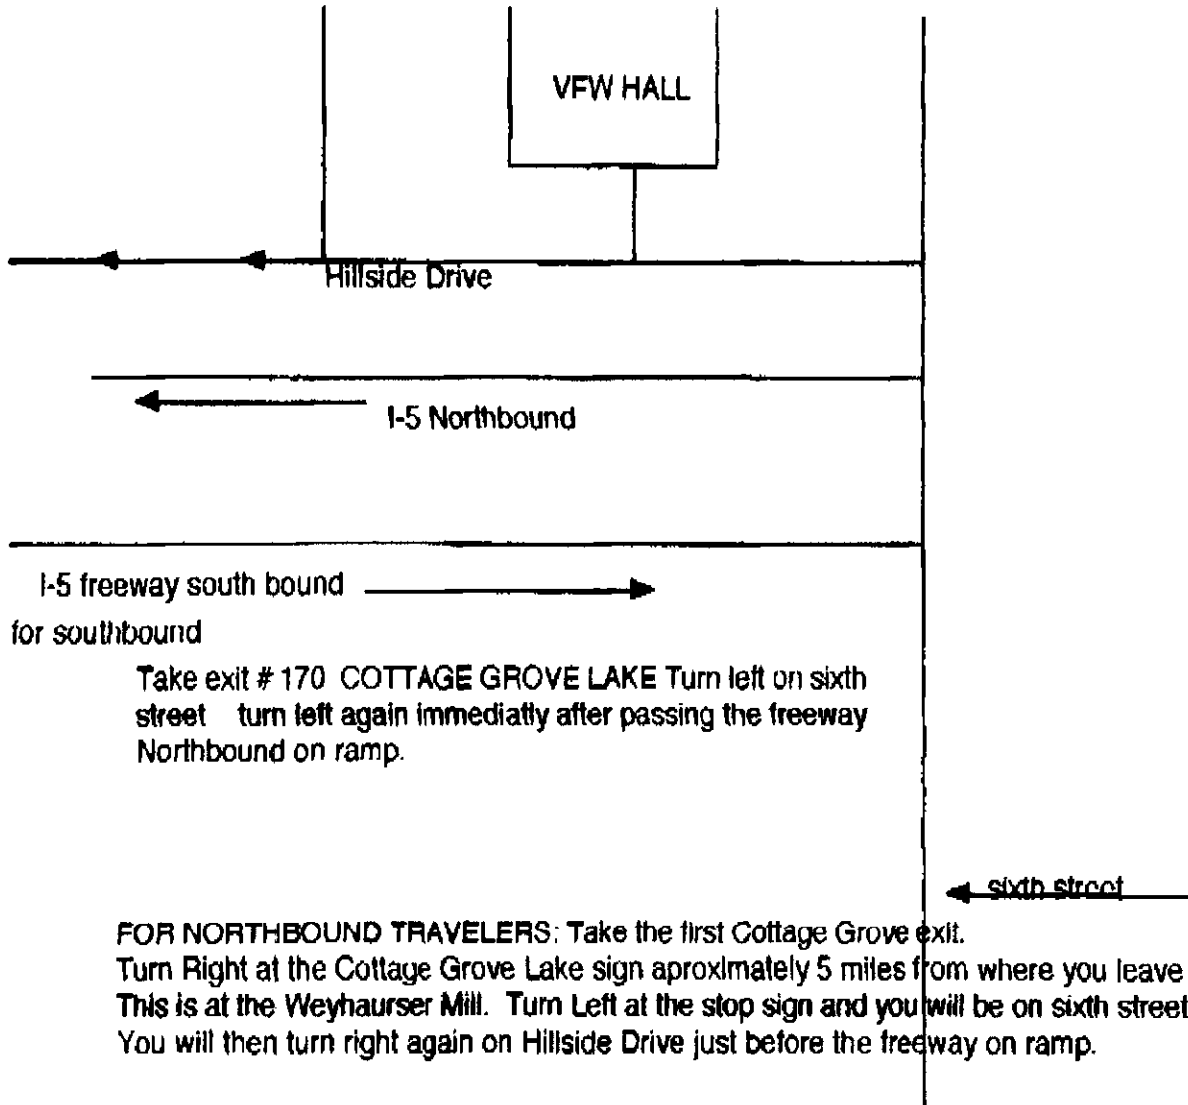 VFW HALL
Hillside Drive
I-5 Northbound
I-5 freeway south bound
for southbound
Take exit # 170 COTTAGE GROVE LAKE Turn left on sixth
street turn left again immediatly after passing the freeway
Northbound on ramp.
sixth street
FOR NORTHBOUND TRAVELERS: Take the first Cottage Grove exit.
Turn Right at the Cottage Grove Lake sign aproximately 5 miles from where you leave
This is at the Weyhaurser Mill. Turn Left at the stop sign and you will be on sixth street
You will then turn right again on Hillside Drive just before the freeway on ramp.